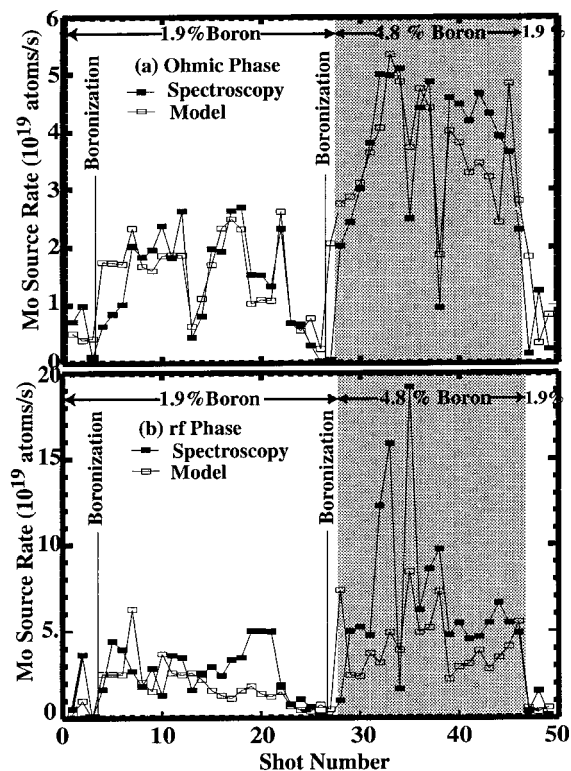 1.9% Boron 4.8% Boron 1.9%
(a) Ohmic Phase
Spectroscopy
Model
Boronization
Boronization
Mo Source Rate (10^19 atoms/s)
6
5
4
3
2
1
0
1.9%Boron 4.8 % Boron 1.9%
(b) rf Phase
Spectroscopy
Model
Boronization
Boronization
Mo Source Rate (10^19 atoms/s)
20
15
10
5.
0
0 10 20 30 40 50
Shot Number